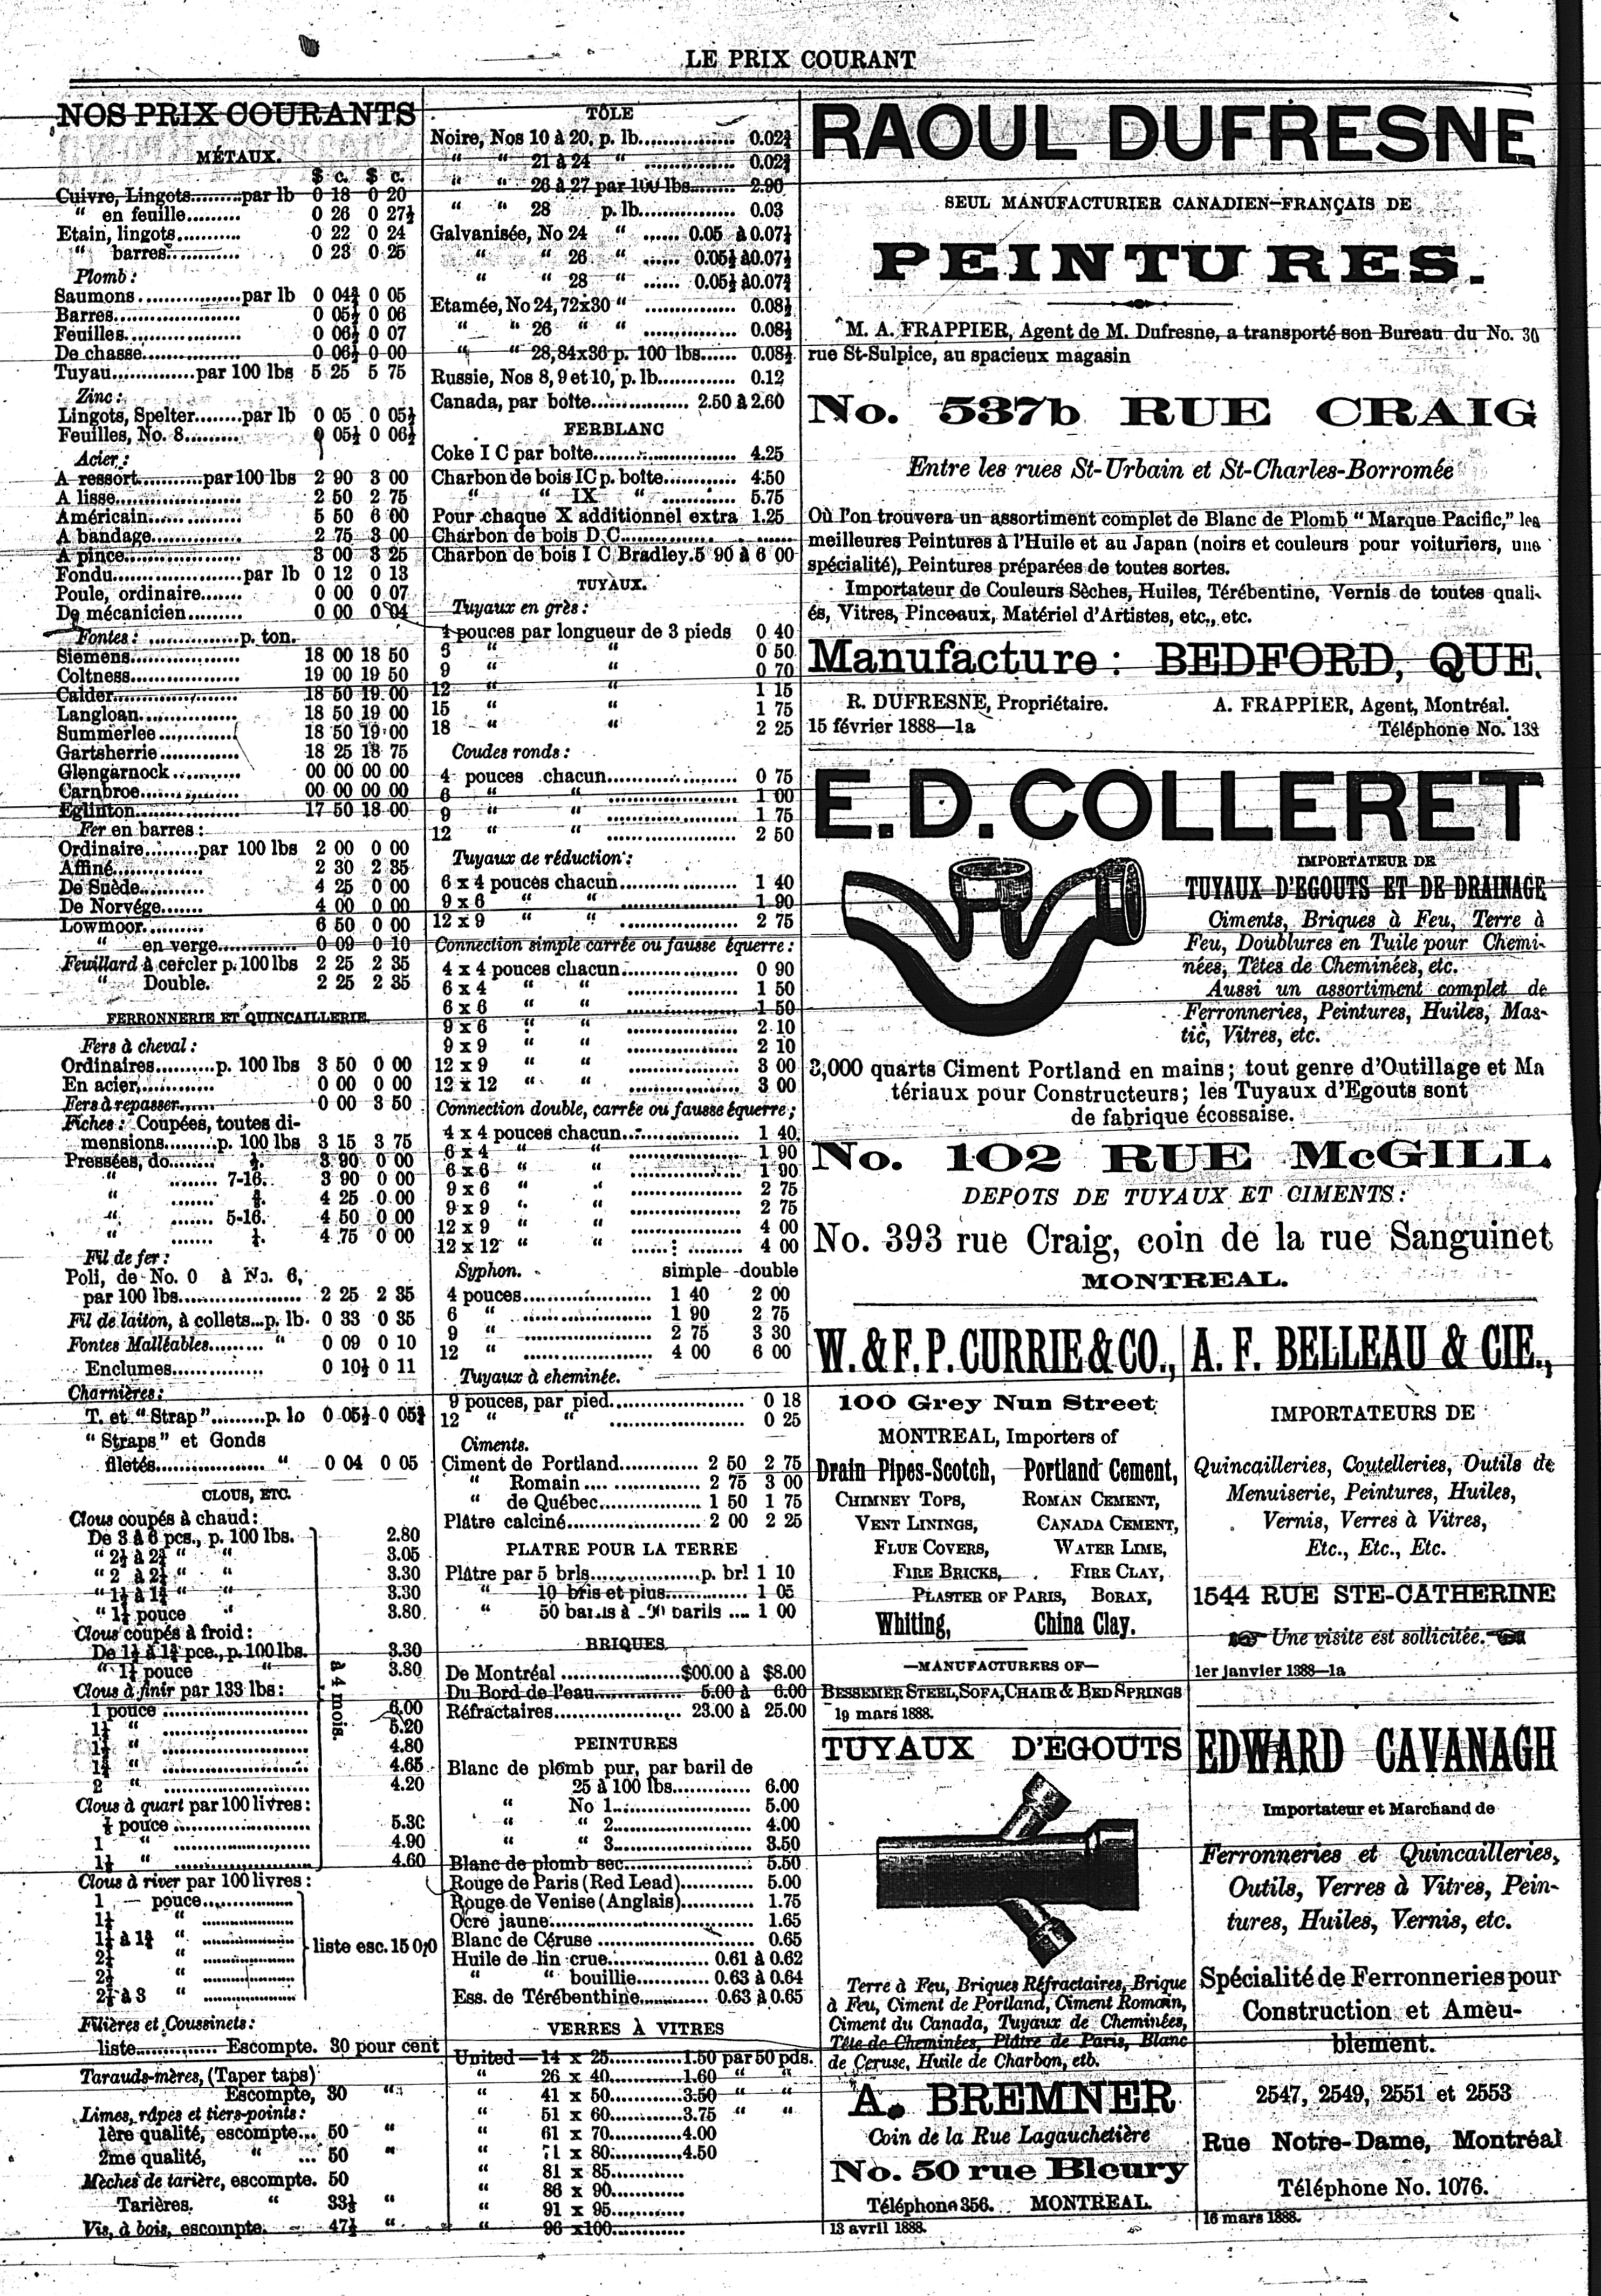 LE PRIX COURANT
NOS PRIX COURANTS
MÉTAUX.
$ c. $ c.
Cuivre, Lingots.........par lb 0 18 0 20
“ en feuille......... 0 26 0 27½
Etain, lingots........... 0 22 0 24
“ barres............. 0 23 0 25
Plomb :
Saumons.................par lb 0 04¾ 0 05
Barres..................... 0 05½ 0 06
Feuilles................... 0 06½ 0 07
De chasse.................. 0 06½ 0 00
Tuyau..............par 100 lbs 5 25 5 75
Zinc :
Lingots, Spelter........par lb 0 05 0 05½
Feuilles, No. 8......... 0 05½ 0 06½
Acier :
A ressort...........par 100 lbs 2 90 3 00
A lisse.................... 2 50 2 75
Américain................ 5 50 6 00
A bandage................ 2 75 3 00
A pince................... 3 00 3 25
Fondu.....................par lb 0 12 0 13
Poule, ordinaire....... 0 00 0 07
De mécanicien........... 0 00 0 04
Fontes : ..............p. ton.
Siemens................... 18 00 18 50
Coltness.................. 19 00 19 50
Calder.................... 18 50 19 00
Langloan................ 18 50 19 00
Summerlee............. 18 50 19 00
Gartsherrie............. 18 25 18 75
Glengarnock........... 00 00 00 00
Carnbroe................ 00 00 00 00
Eglinton.................. 17 50 18 00
Fer en barres :
Ordinaire.........par 100 lbs 2 00 0 00
Affiné............... 2 30 2 35
De Suède........... 4 25 0 00
De Norvége....... 4 00 0 00
Lowmoor.......... 6 50 0 00
“ en verge............. 0 09 0 10
Feuillard à cercler p. 100 lbs 2 25 2 35
“ Double. 2 25 2 35
FERRONNERIE ET QUINCAILLERIE
Fers à cheval :
Ordinaires..........p. 100 lbs 3 50 0 00
En acier............. 0 00 0 00
Fers à repasser....... 0 00 3 50
Fiches : Coupées, toutes di-
mensions........p. 100 lbs 3 15 3 75
Pressées, do........ 3 90 0 00
“ ........ 7-16. 3 90 0 00
“ ....... 4 25 0 00
“ ....... 5-16. 4 50 0 00
“ ....... ¼. 4 75 0 00
Fil de fer :
Poli, de No. 0 à No. 6,
par 100 lbs..................... 2 25 2 35
Fil de laiton, à collets...p. lb. 0 33 0 35
Fontes Malléables......... “ 0 09 0 10
Enclumes.................... 0 10½ 0 11
Charnières :
T. et “ Strap ”.........p. lb 0 05½ 0 05¾
“ Straps ” et Gonds
filetés.................. “ 0 04 0 05
CLOUS, ETC.
Clous coupés à chaud :
De 3 à 6 pcs., p. 100 lbs. 2.80
“ 2½ à 2¾ “ “ 3.05
“ 2 à 2¼ “ “ 3.30
“ 1½ à 1¾ “ “ 3.30
“ 1¼ pouce “ 3.80
Clous coupés à froid :
De 1½ à 1¾ pce., p. 100 lbs. 3.30
“ 1¼ pouce “ 3.80
Clous à finir par 133 lbs :
1 pouce ............................ 6.00
1¼ “ ............................ 5.20
1½ “ ............................ 4.80
1¾ “ ............................ 4.65
2 “ ............................ 4.20
Clous à quart par 100 livres :
⅞ pouce ......................... 5.30
1 “ ......................... 4.90
1¼ “ ......................... 4.60
à 4 mois.
Clous à river par 100 livres :
1 — pouce.................
1¼ “ .................
1½ à 1¾ “ .................
2¼ “ .................
2½ “ .................
2¾ à 3 “ .................
liste esc. 15 0/0
Filières et Coussinets :
liste.............. Escompte. 30 pour cent
Tarauds-mères, (Taper taps)
Escompte, 30 “
Limes, râpes et tiers-points :
1ère qualité, escompte... 50 “
2me qualité, “ ... 50 “
Mèches de tarière, escompte. 50
Tarières. “ 33½ “
Vis, à bois, escompte. 47½ “
TÔLE
Noire, Nos 10 à 20, p. lb................ 0.02¾
“ “ 21 à 24 “ ............... 0.02¾
“ “ 26 à 27 par 100 lbs........ 2.90
“ “ 28 p. lb................ 0.03
Galvanisée, No 24 “ ...... 0.05 à 0.07½
“ “ 26 “ ...... 0.05½ à 0.07½
“ “ 28 “ ...... 0.05½ à 0.07¾
Etamée, No 24, 72x30 “ ............... 0.08½
“ “ 26 “ “ ............... 0.08½
“ “ 28, 84x36 p. 100 lbs...... 0.08½
Russie, Nos 8, 9 et 10, p. lb............. 0.12
Canada, par boîte................ 2.50 à 2.60
FERBLANC
Coke I C par boîte........................ 4.25
Charbon de bois IC p. boîte............ 4.50
“ “ IX “ ............ 5.75
Pour chaque X additionnel extra 1.25
Charbon de bois D C.....................
Charbon de bois I C Bradley.5 90 à 6 00
TUYAUX.
Tuyaux en grès :
4 pouces par longueur de 3 pieds 0 40
6 “ “ 0 50
9 “ “ 0 70
12 “ “ 1 15
15 “ “ 1 75
18 “ “ 2 25
Coudes ronds :
4 pouces chacun...................... 0 75
6 “ “ ...................... 1 00
9 “ “ ...................... 1 75
12 “ “ ...................... 2 50
Tuyaux de réduction :
6 x 4 pouces chacun.................... 1 40
9 x 6 “ “ .................... 1 90
12 x 9 “ “ .................... 2 75
Connection simple carrée ou fausse équerre :
4 x 4 pouces chacun.................... 0 90
6 x 4 “ “ ................... 1 50
6 x 6 “ “ ................... 1 50
9 x 6 “ “ ................... 2 10
9 x 9 “ “ ................... 2 10
12 x 9 “ “ ................... 3 00
12 x 12 “ “ ................... 3 00
Connection double, carrée ou fausse équerre ;
4 x 4 pouces chacun.................... 1 40
6 x 4 “ “ ................... 1 90
6 x 6 “ “ ................... 1 90
9 x 6 “ “ ................... 2 75
9 x 9 “ “ ................... 2 75
12 x 9 “ “ ................... 4 00
12 x 12 “ “ ................... 4 00
Syphon. simple double
4 pouces...................... 1 40 2 00
6 “ ...................... 1 90 2 75
9 “ ...................... 2 75 3 30
12 “ ...................... 4 00 6 00
Tuyaux à cheminée.
9 pouces, par pied....................... 0 18
12 “ “ ....................... 0 25
Ciments.
Ciment de Portland............. 2 50 2 75
“ Romain.................. 2 75 3 00
“ de Québec............... 1 50 1 75
Plâtre calciné....................... 2 00 2 25
PLATRE POUR LA TERRE
Plâtre par 5 brls.................p. brl 1 10
“ 10 brls et plus............... 1 05
“ 50 barils à barils .... 1 00
BRIQUES
De Montréal .....................$00.00 à $8.00
Du Bord de l'eau............... 5.00 à 6.00
Réfractaires...................... 23.00 à 25.00
PEINTURES
Blanc de plomb pur, par baril de
25 à 100 lbs............. 6.00
“ No 1........................ 5.00
“ “ 2........................ 4.00
“ “ 3........................ 3.50
Blanc de plomb sec...................... 5.50
Rouge de Paris (Red Lead)............ 5.00
Rouge de Venise (Anglais)............. 1.75
Ocre jaune................................. 1.65
Blanc de Céruse .......................... 0.65
Huile de lin crue................. 0.61 à 0.62
“ “ bouillie............ 0.63 à 0.64
Ess. de Térébenthine............ 0.63 à 0.65
VERRES À VITRES
United—14 x 25............1.50 par 50 pds.
“ 26 x 40............1.60 “ “
“ 41 x 50............3.50 “ “
“ 51 x 60............3.75 “ “
“ 61 x 70............4.00
“ 71 x 80............4.50
“ 81 x 85............
“ 86 x 90............
“ 91 x 95............
“ 96 x100............
RAOUL DUFRESNE
SEUL MANUFACTURIER CANADIEN-FRANÇAIS DE
PEINTURES.
M. A. FRAPPIER, Agent de M. Dufresne, a transporté son Bureau du No. 30
rue St-Sulpice, au spacieux magasin
No. 537b RUE CRAIG
Entre les rues St-Urbain et St-Charles-Borromée
Où l'on trouvera un assortiment complet de Blanc de Plomb “ Marque Pacific,” les
meilleures Peintures à l'Huile et au Japan (noirs et couleurs pour voituriers, une
spécialité), Peintures préparées de toutes sortes.
Importateur de Couleurs Sèches, Huiles, Térébentine, Vernis de toutes quali-
és, Vitres, Pinceaux, Matériel d'Artistes, etc., etc.
Manufacture : BEDFORD, QUE.
R. DUFRESNE, Propriétaire. A. FRAPPIER, Agent, Montréal.
15 février 1888—1a Téléphone No. 138
E. D. COLLERET
IMPORTATEUR DE
TUYAUX D'EGOUTS ET DE DRAINAGE
Ciments, Briques à Feu, Terre à
Feu, Doublures en Tuile pour Chemi-
nées, Têtes de Cheminées, etc.
Aussi un assortiment complet de
Ferronneries, Peintures, Huiles, Mas-
tic, Vitres, etc.
3,000 quarts Ciment Portland en mains ; tout genre d'Outillage et Ma
tériaux pour Constructeurs ; les Tuyaux d'Egouts sont
de fabrique écossaise.
No. 102 RUE McGILL
DEPOTS DE TUYAUX ET CIMENTS :
No. 393 rue Craig, coin de la rue Sanguinet
MONTREAL.
W. & F. P. CURRIE & CO.,
100 Grey Nun Street
MONTREAL, Importers of
Drain Pipes-Scotch, Portland Cement,
CHIMNEY TOPS, ROMAN CEMENT,
VENT LININGS, CANADA CEMENT,
FLUE COVERS, WATER LIME,
FIRE BRICKS, FIRE CLAY,
PLASTER OF PARIS, BORAX,
Whiting, China Clay.
—MANUFACTURERS OF—
BESSEMER STEEL, SOFA, CHAIR & BED SPRINGS
19 mars 1888.
A. F. BELLEAU & CIE.,
IMPORTATEURS DE
Quincailleries, Coutelleries, Outils de
Menuiserie, Peintures, Huiles,
Vernis, Verres à Vitres,
Etc., Etc., Etc.
1544 RUE STE-CATHERINE
Une visite est sollicitée.
1er janvier 1888—1a
TUYAUX D'ÉGOUTS
Terre à Feu, Briques Réfractaires, Brique
à Feu, Ciment de Portland, Ciment Romain,
Ciment du Canada, Tuyaux de Cheminées,
Tête de Cheminées, Plâtre de Paris, Blanc
de Ceruse, Huile de Charbon, etb.
A. BREMNER
Coin de la Rue Lagauchetière
No. 50 rue Bleury
Téléphone 356. MONTREAL.
13 avril 1888.
EDWARD CAVANAGH
Importateur et Marchand de
Ferronneries et Quincailleries,
Outils, Verres à Vitres, Pein-
tures, Huiles, Vernis, etc.
Spécialité de Ferronneries pour
Construction et Ameu-
blement.
2547, 2549, 2551 et 2553
Rue Notre-Dame, Montréal
Téléphone No. 1076.
16 mars 1888.